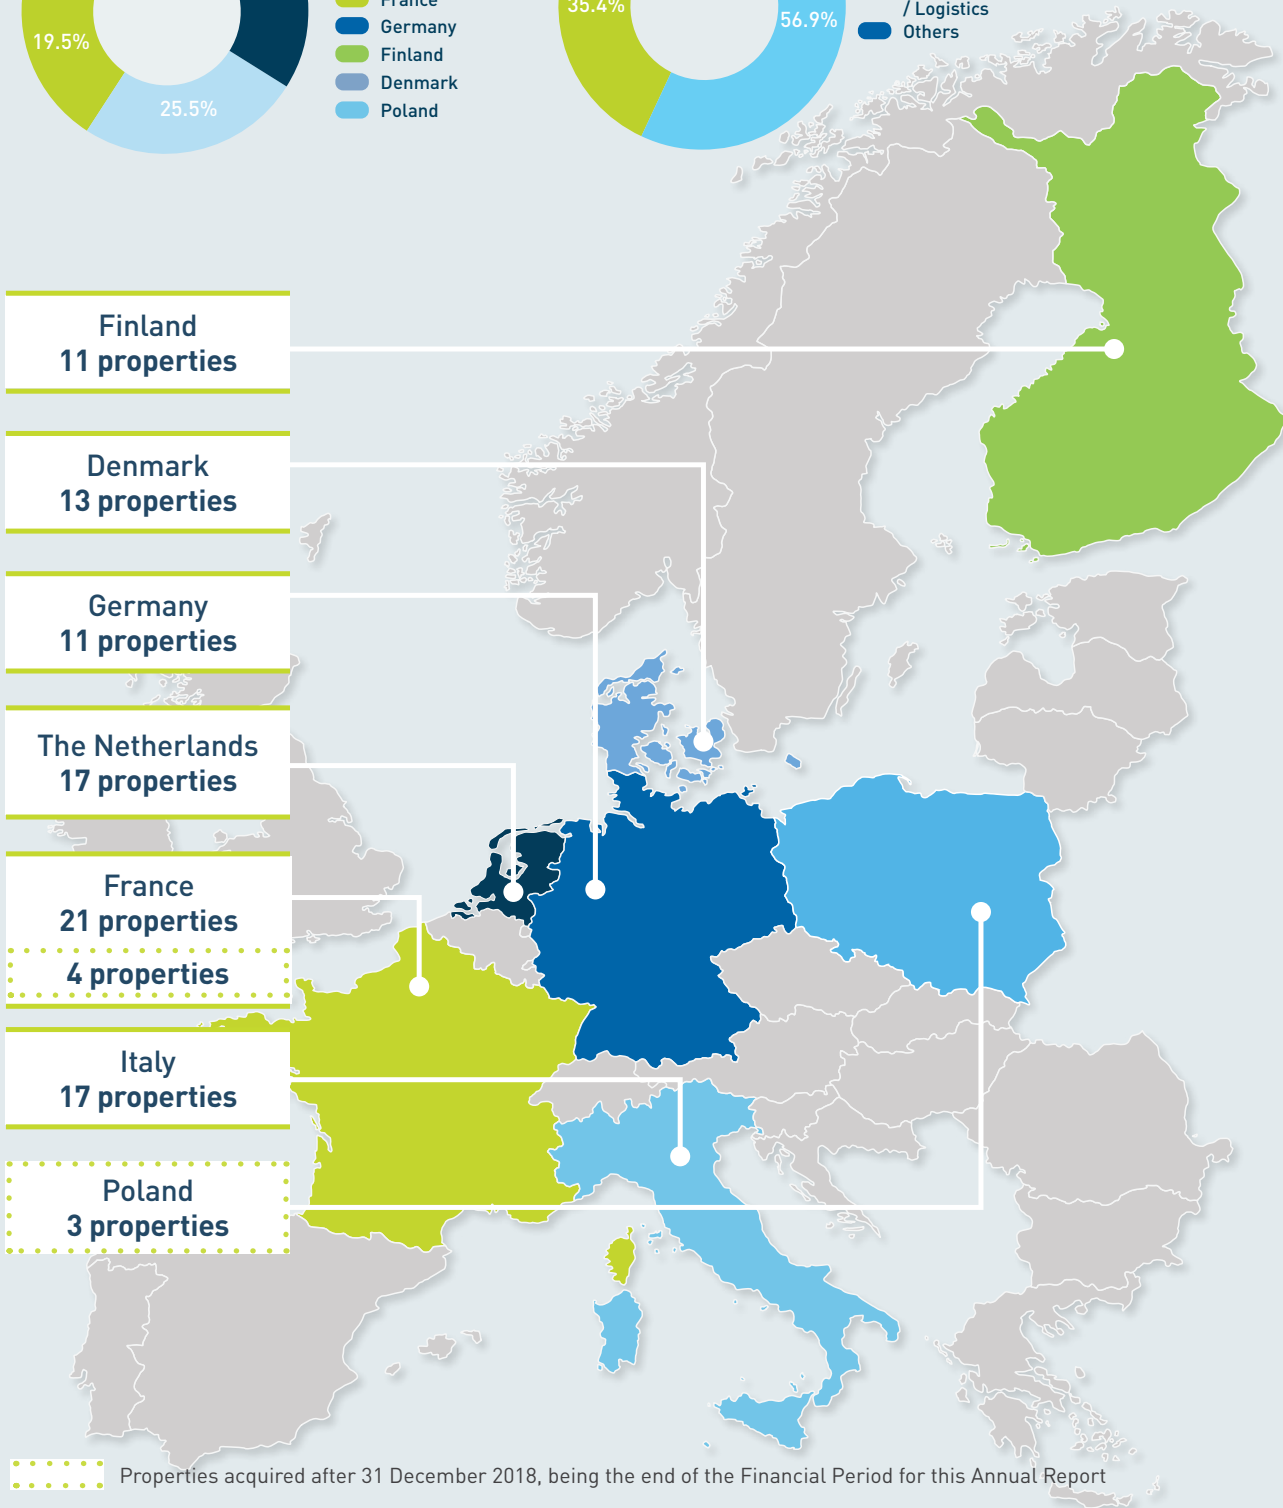 France
35.4%
/ Logistics
56.9%
Germany
Others
19.5%
Finland
Denmark
25.5%
Poland
Finland
11 properties
Denmark
13 properties
Germany
11 properties
The Netherlands
17 properties
France
21 properties
4 properties
Italy
17 properties
Poland
3 properties
Properties acquired after 31 December 2018, being the end of the Financial Period for this Annual Report